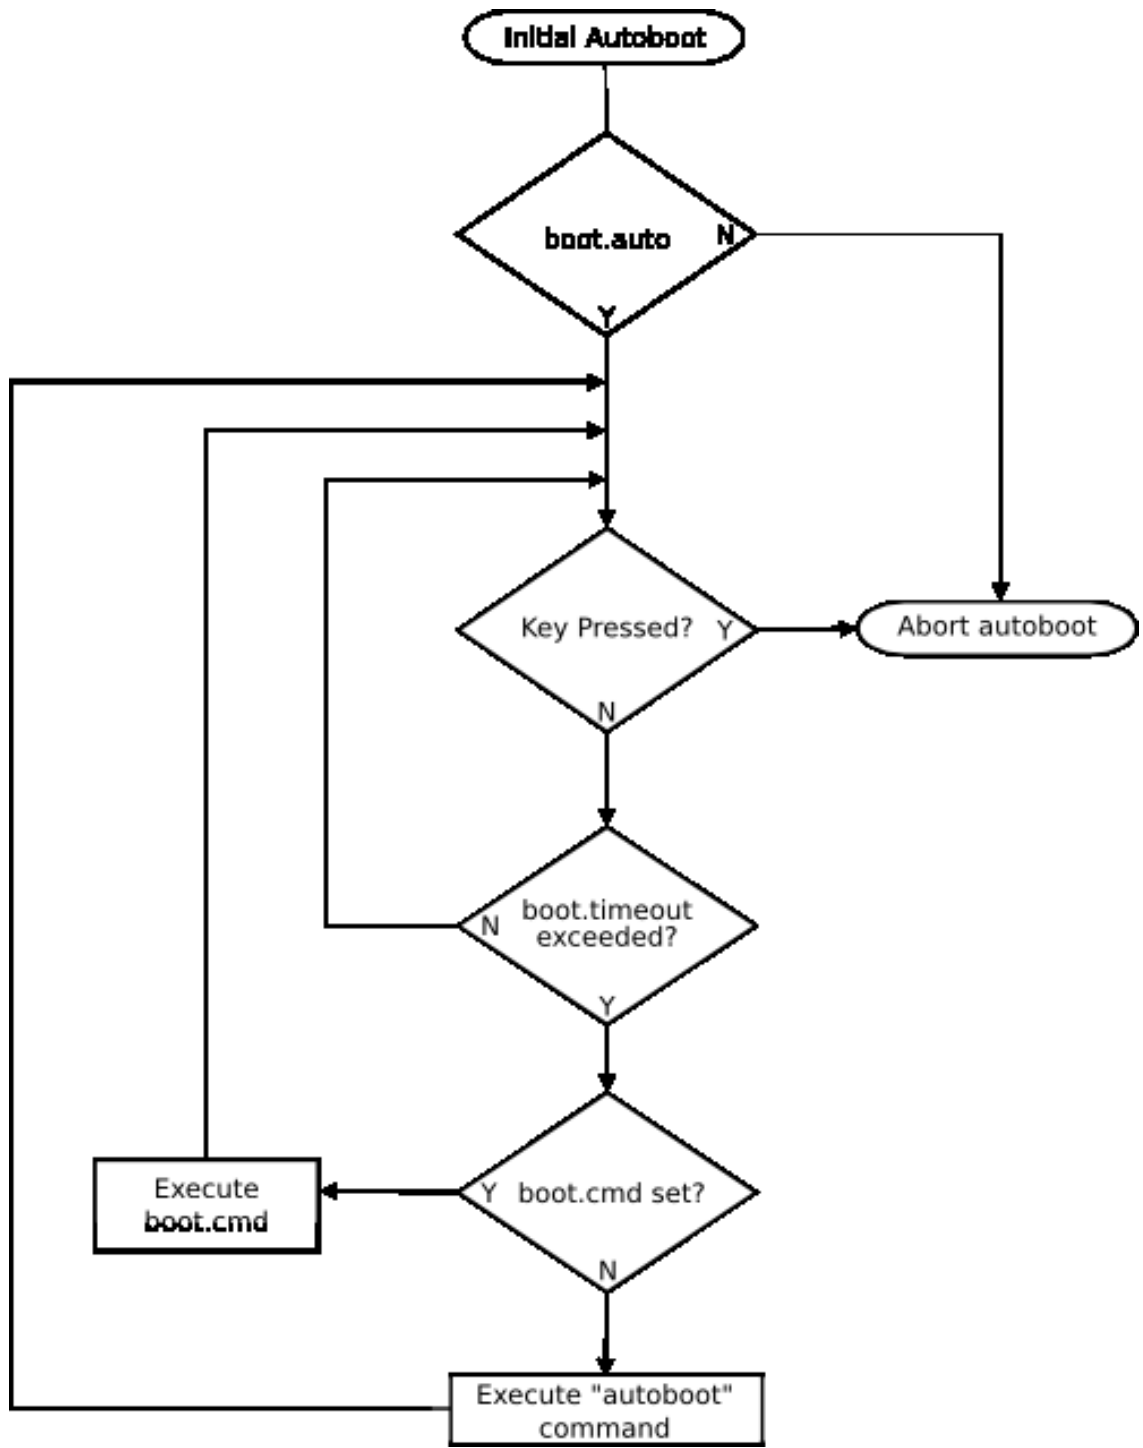 Initial Autoboot
boot.auto
N
Y
Key Pressed?
Y
Abort autoboot
N
boot.timeout
exceeded?
N
Y
Execute
boot.cmd
Y
boot.cmd set?
N
Execute "autoboot"
command